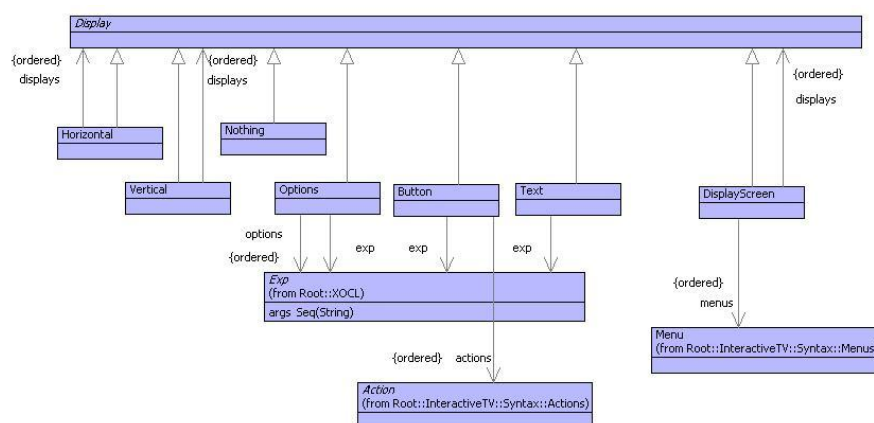 Display
{ordered}
displays
{ordered}
displays
{ordered}
displays
Horizontal
Nothing
Vertical
Options
Button
Text
DisplayScreen
options
{ordered}
exp
exp
exp
Exp
(from Root::XOCL)
args Seq(String)
{ordered}
menus
Menu
(from Root::InteractiveTV::Syntax::Menus
{ordered} actions
Action
(from Root::InteractiveTV::Syntax::Actions)